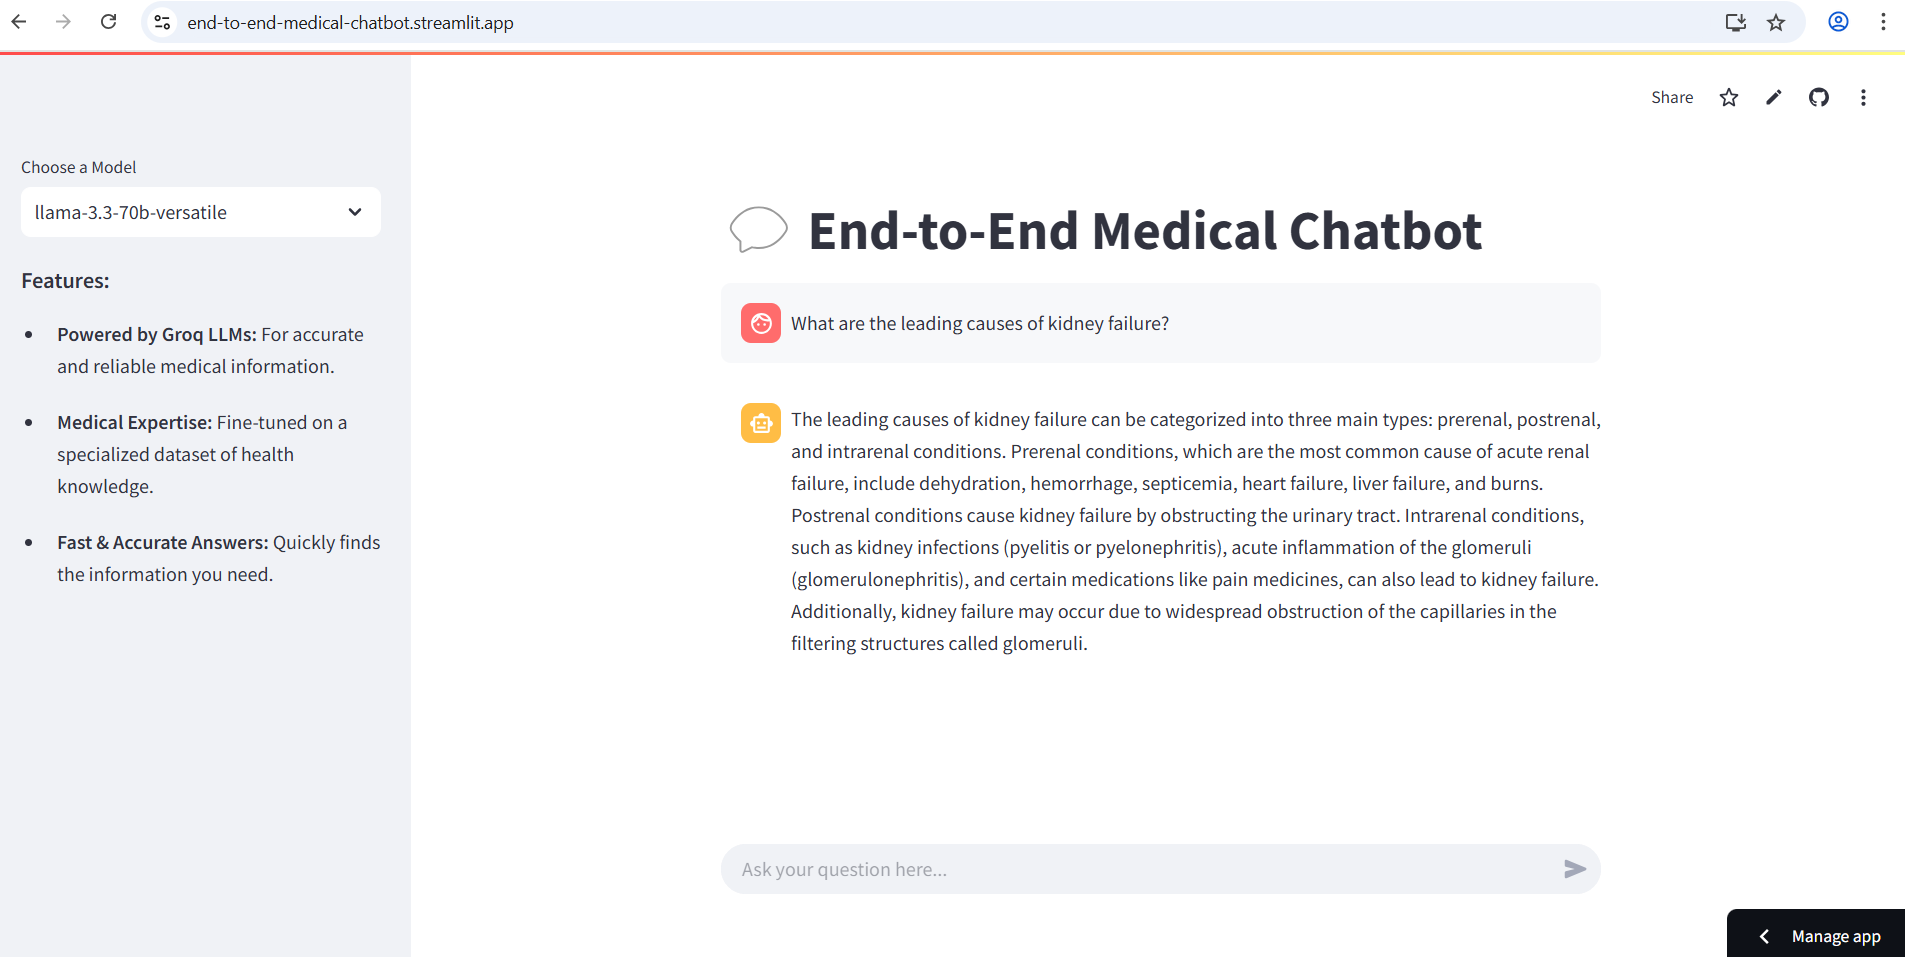 end-to-end-medical-chatbot.streamlit.app
Share
Choose a Model
llama-3.3-70b-versatile
Features:
Powered by Groq LLMs: For accurate
and reliable medical information.
Medical Expertise: Fine-tuned on a
specialized dataset of health
knowledge.
Fast & Accurate Answers: Quickly finds
the information you need.
End-to-End Medical Chatbot
What are the leading causes of kidney failure?
The leading causes of kidney failure can be categorized into three main types: prerenal, postrenal,
and intrarenal conditions. Prerenal conditions, which are the most common cause of acute renal
failure, include dehydration, hemorrhage, septicemia, heart failure, liver failure, and burns.
Postrenal conditions cause kidney failure by obstructing the urinary tract. Intrarenal conditions,
such as kidney infections (pyelitis or pyelonephritis), acute inflammation of the glomeruli
(glomerulonephritis), and certain medications like pain medicines, can also lead to kidney failure.
Additionally, kidney failure may occur due to widespread obstruction of the capillaries in the
filtering structures called glomeruli.
Ask your question here...
Manage app